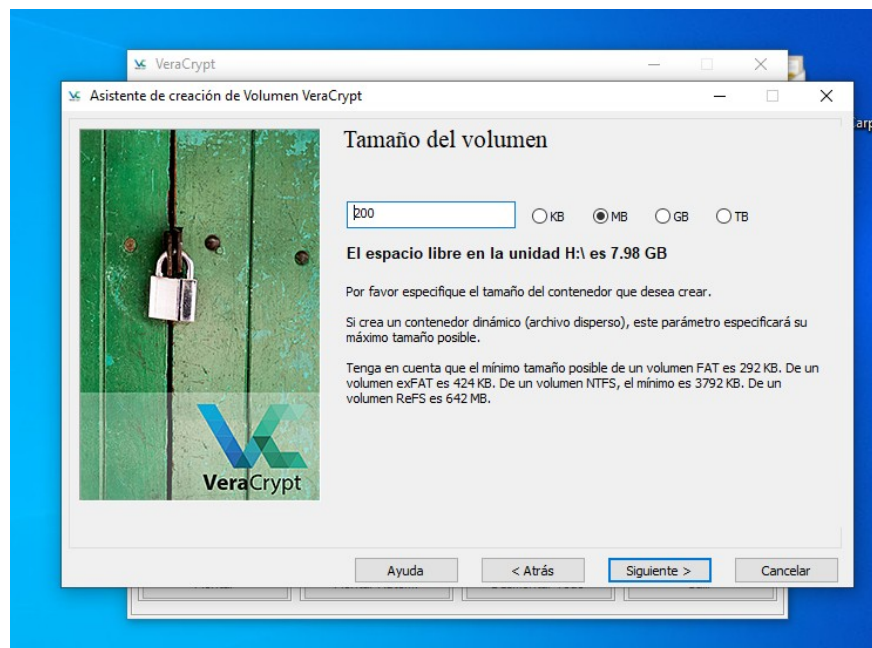 VeraCrypt
Asistente de creación de Volumen VeraCrypt
arp
Tamaño del volumen
200
KB
MB
GB
TB
El espacio libre en la unidad H:\ es 7.98 GB
Por favor especifique el tamaño del contenedor que desea crear.
Si crea un contenedor dinámico (archivo disperso), este parámetro especificará su
máximo tamaño posible.
Tenga en cuenta que el mínimo tamaño posible de un volumen FAT es 292 KB. De un
volumen exFAT es 424 KB. De un volumen NTFS, el mínimo es 3792 KB. De un
volumen ReFS es 642 MB.
VeraCrypt
Ayuda
< Atrás
Siguiente >
Cancelar